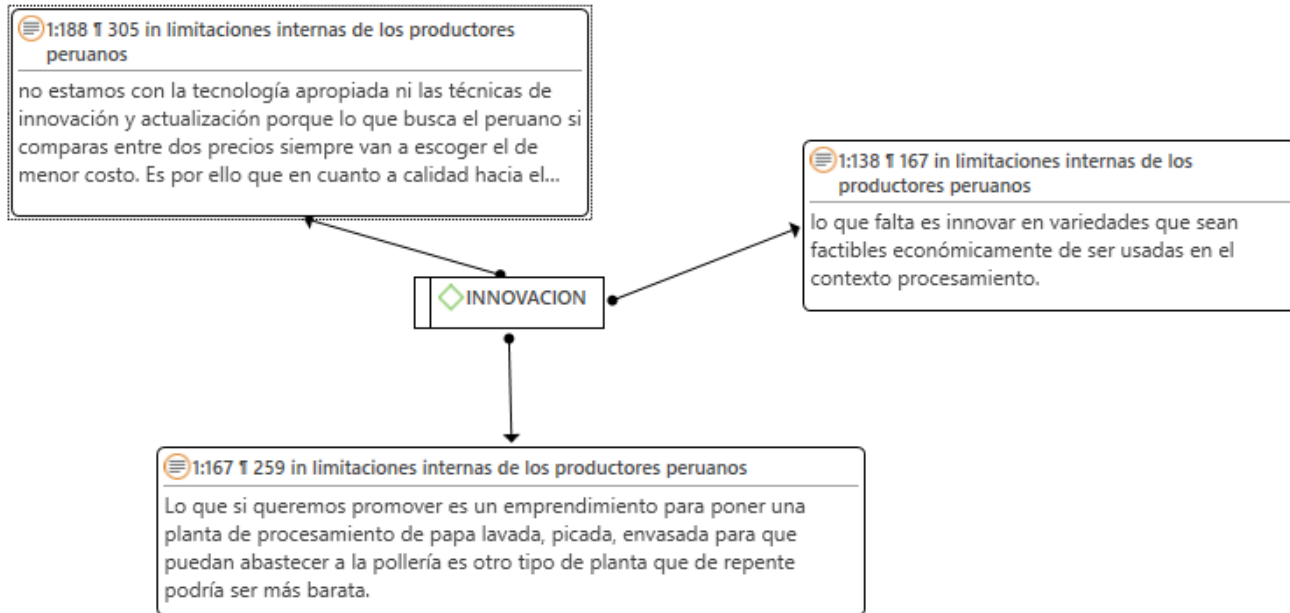 1:188 ¶ 305 in limitaciones internas de los productores
peruanos
no estamos con la tecnología apropiada ni las técnicas de
innovación y actualización porque lo que busca el peruano si
comparas entre dos precios siempre van a escoger el de
menor costo. Es por ello que en cuanto a calidad hacia el...
1:138 ¶ 167 in limitaciones internas de los
productores peruanos
lo que falta es innovar en variedades que sean
factibles económicamente de ser usadas en el
contexto procesamiento.
INNOVACION
1:167 ¶ 259 in limitaciones internas de los productores peruanos
Lo que si queremos promover es un emprendimiento para poner una
planta de procesamiento de papa lavada, picada, envasada para que
puedan abastecer a la pollería es otro tipo de planta que de repente
podría ser más barata.